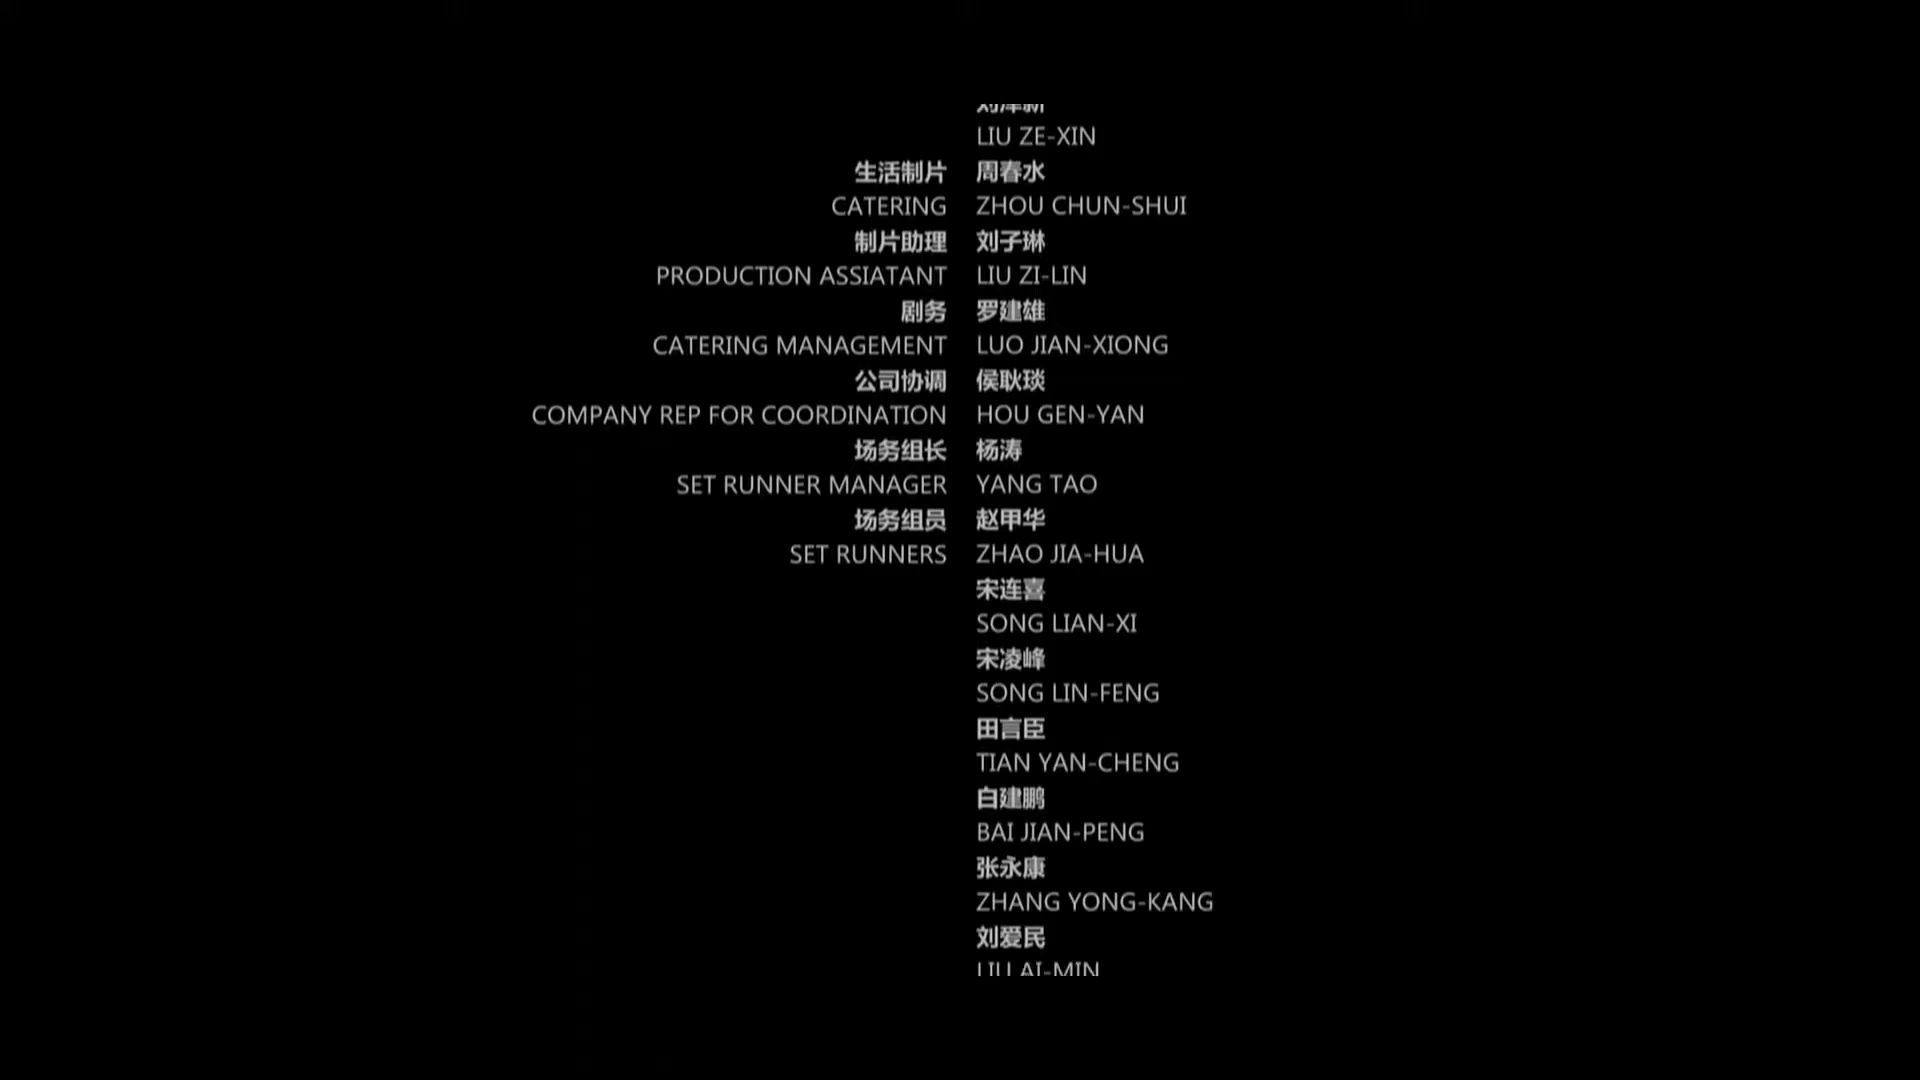 LIU ZE-XIN
生活制片 周春水
CATERING ZHOU CHUN-SHUI
制片助理 刘子琳
PRODUCTION ASSIATANT LIU ZI-LIN
剧务 罗建雄
CATERING MANAGEMENT LUO JIAN-XIONG
公司协调 侯耿琰
COMPANY REP FOR COORDINATION HOU GEN-YAN
场务组长 杨涛
SET RUNNER MANAGER YANG TAO
场务组员 赵甲华
SET RUNNERS ZHAO JIA-HUA
宋连喜
SONG LIAN-XI
宋凌峰
SONG LIN-FENG
田言臣
TIAN YAN-CHENG
白建鹏
BAI JIAN-PENG
张永康
ZHANG YONG-KANG
刘爱民
LIU AI-MIN